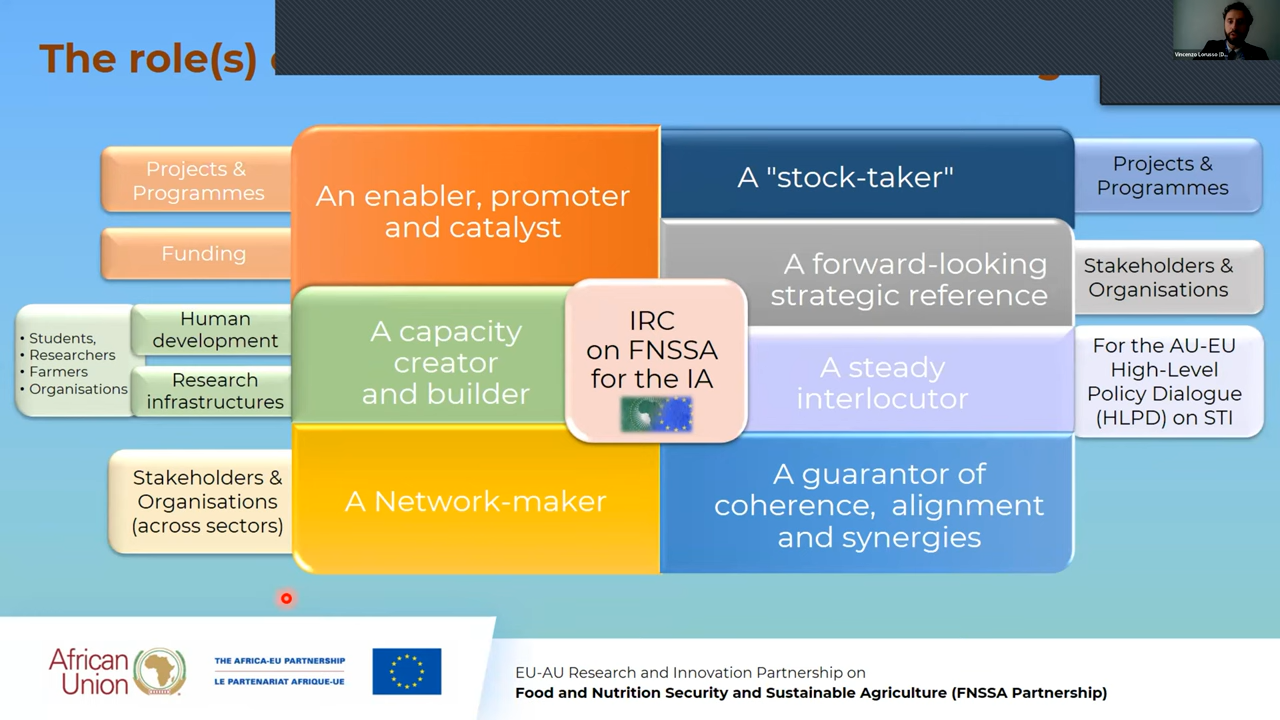 The role(s)
Vincenzo Lorusso (D...
Projects &
Programmes
Funding
Human
development
• Students,
• Researchers
• Farmers
• Organisations
Research
infrastructures
Stakeholders &
Organisations
(across sectors)
An enabler, promoter
and catalyst
A capacity
creator
and builder
A Network-maker
IRC
on FNSSA
for the IA
A "stock-taker"
A forward-looking
strategic reference
A steady
interlocutor
A guarantor of
coherence, alignment
and synergies
Projects &
Programmes
Stakeholders &
Organisations
For the AU-EU
High-Level
Policy Dialogue
(HLPD) on STI
African
Union
THE AFRICA-EU PARTNERSHIP
LE PARTENARIAT AFRIQUE-UE
EU-AU Research and Innovation Partnership on
Food and Nutrition Security and Sustainable Agriculture (FNSSA Partnership)